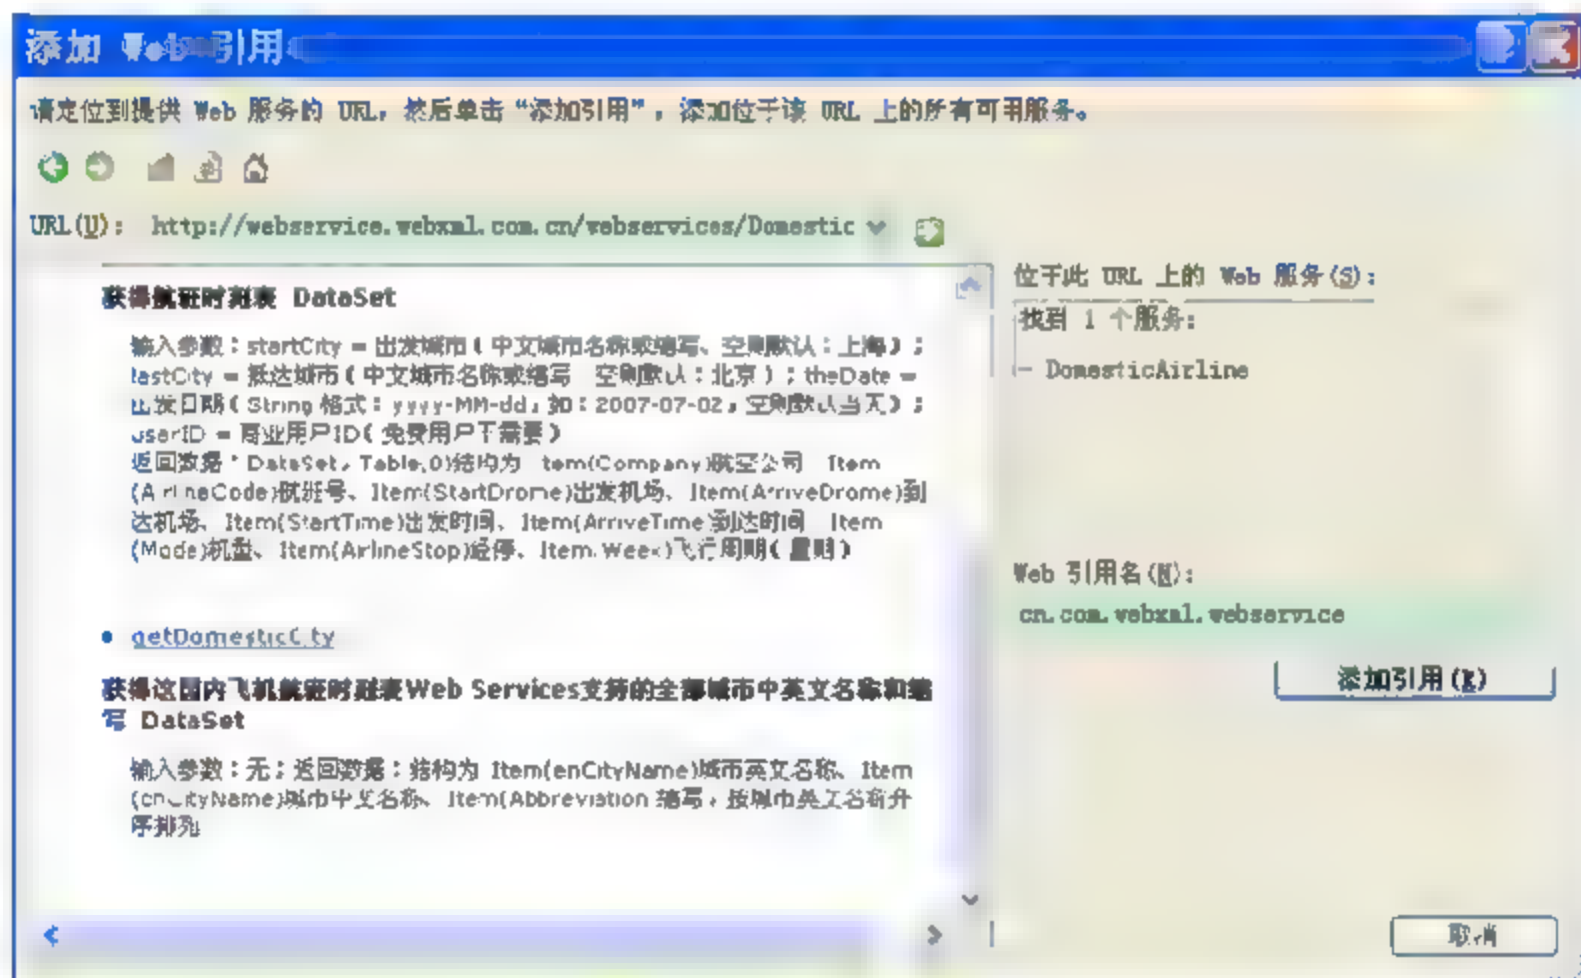 添加 Web 引用
请定位到提供 Web 服务的 URL，然后单击“添加引用”，添加位于该 URL 上的所有可用服务。
URL(U): http://webservice.webxml.com.cn/webservices/Domestic
获得航班时刻表 DataSet
输入参数：startCity = 出发城市（中文城市名称或缩写、空则默认：上海）；
lastCity = 抵达城市（中文城市名称或缩写 空则默认：北京）；theDate =
出发日期（String 格式：yyyy-MM-dd，如：2007-07-02，空则默认当天）；
userID = 商业用户ID（免费用户不需要）
返回数据：DataSet，Table(0)结构为 Item(Company)航空公司 Item
(AirlineCode)航班号、Item(StartDrome)出发机场、Item(ArriveDrome)到
达机场、Item(StartTime)出发时间、Item(ArriveTime)到达时间 Item
(Mode)机型、Item(AirlineStop)经停、Item(Week)飞行周期（星期）
• getDomesticCity
获得这国内飞机航班时刻表Web Services支持的全部城市中英文名称和缩
写 DataSet
输入参数：无；返回数据：结构为 Item(enCityName)城市英文名称、Item
(cnCityName)城市中文名称、Item(Abbreviation)缩写，按城市英文名称升
序排列
位于此 URL 上的 Web 服务(S):
找到 1 个服务:
- DomesticAirline
Web 引用名(N):
cn.com.webxml.webservice
添加引用(R)
取消